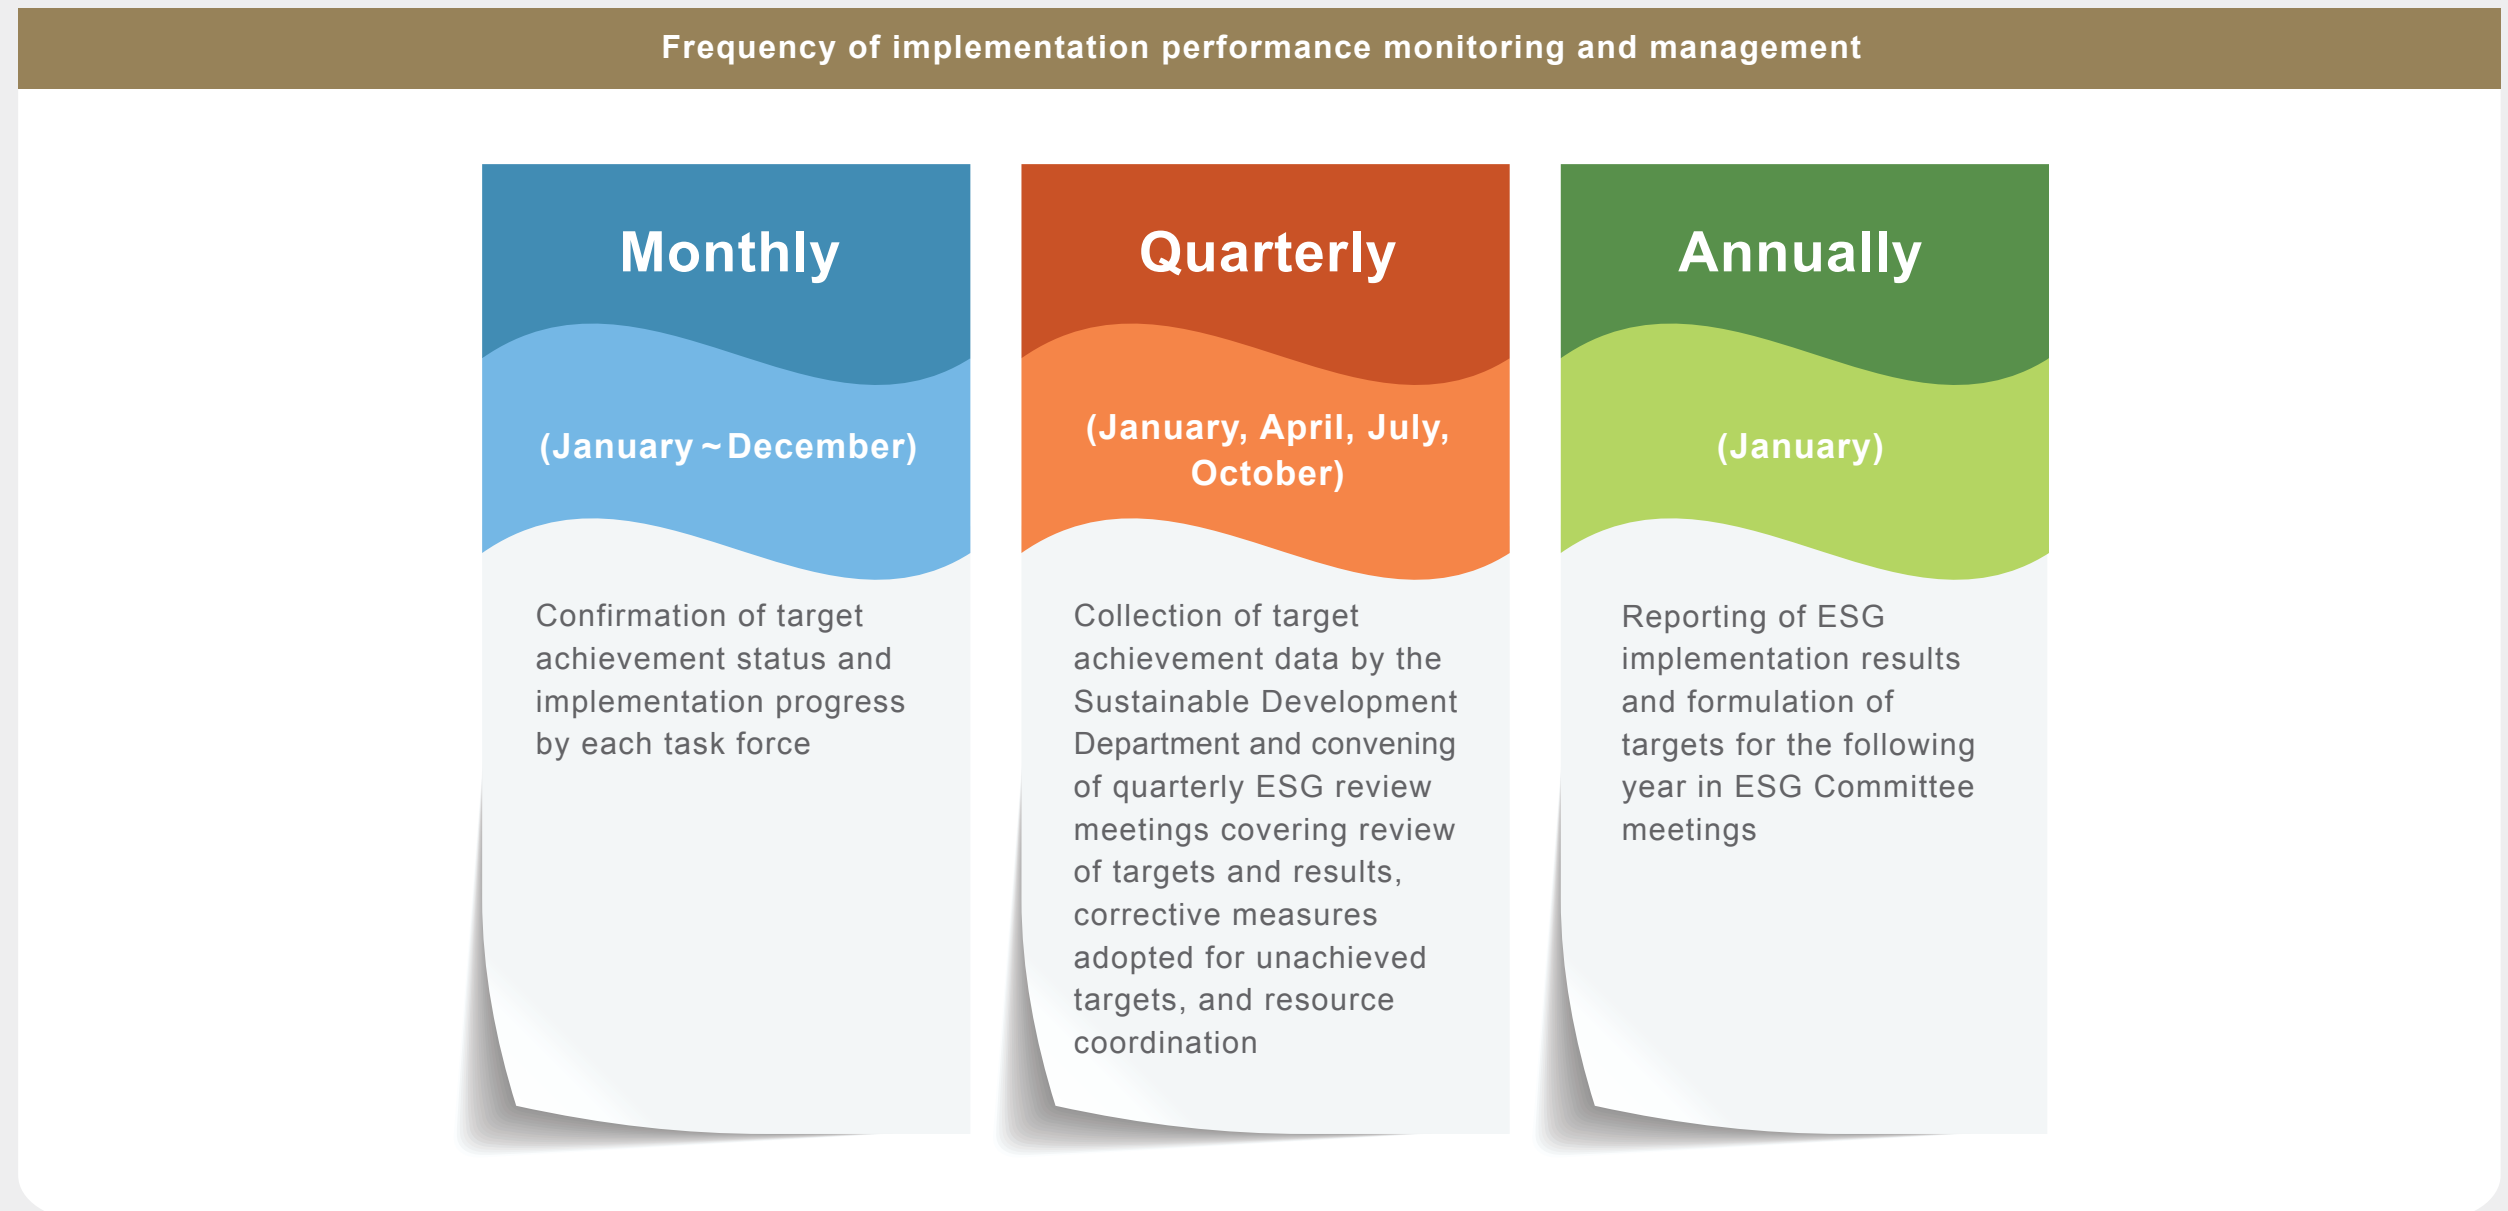 Frequency of implementation performance monitoring and management
Monthly
(January ~ December)
Confirmation of target
achievement status and
implementation progress
by each task force
Quarterly
(January, April, July,
October)
Collection of target
achievement data by the
Sustainable Development
Department and convening
of quarterly ESG review
meetings covering review
of targets and results,
corrective measures
adopted for unachieved
targets, and resource
coordination
Annually
(January)
Reporting of ESG
implementation results
and formulation of
targets for the following
year in ESG Committee
meetings